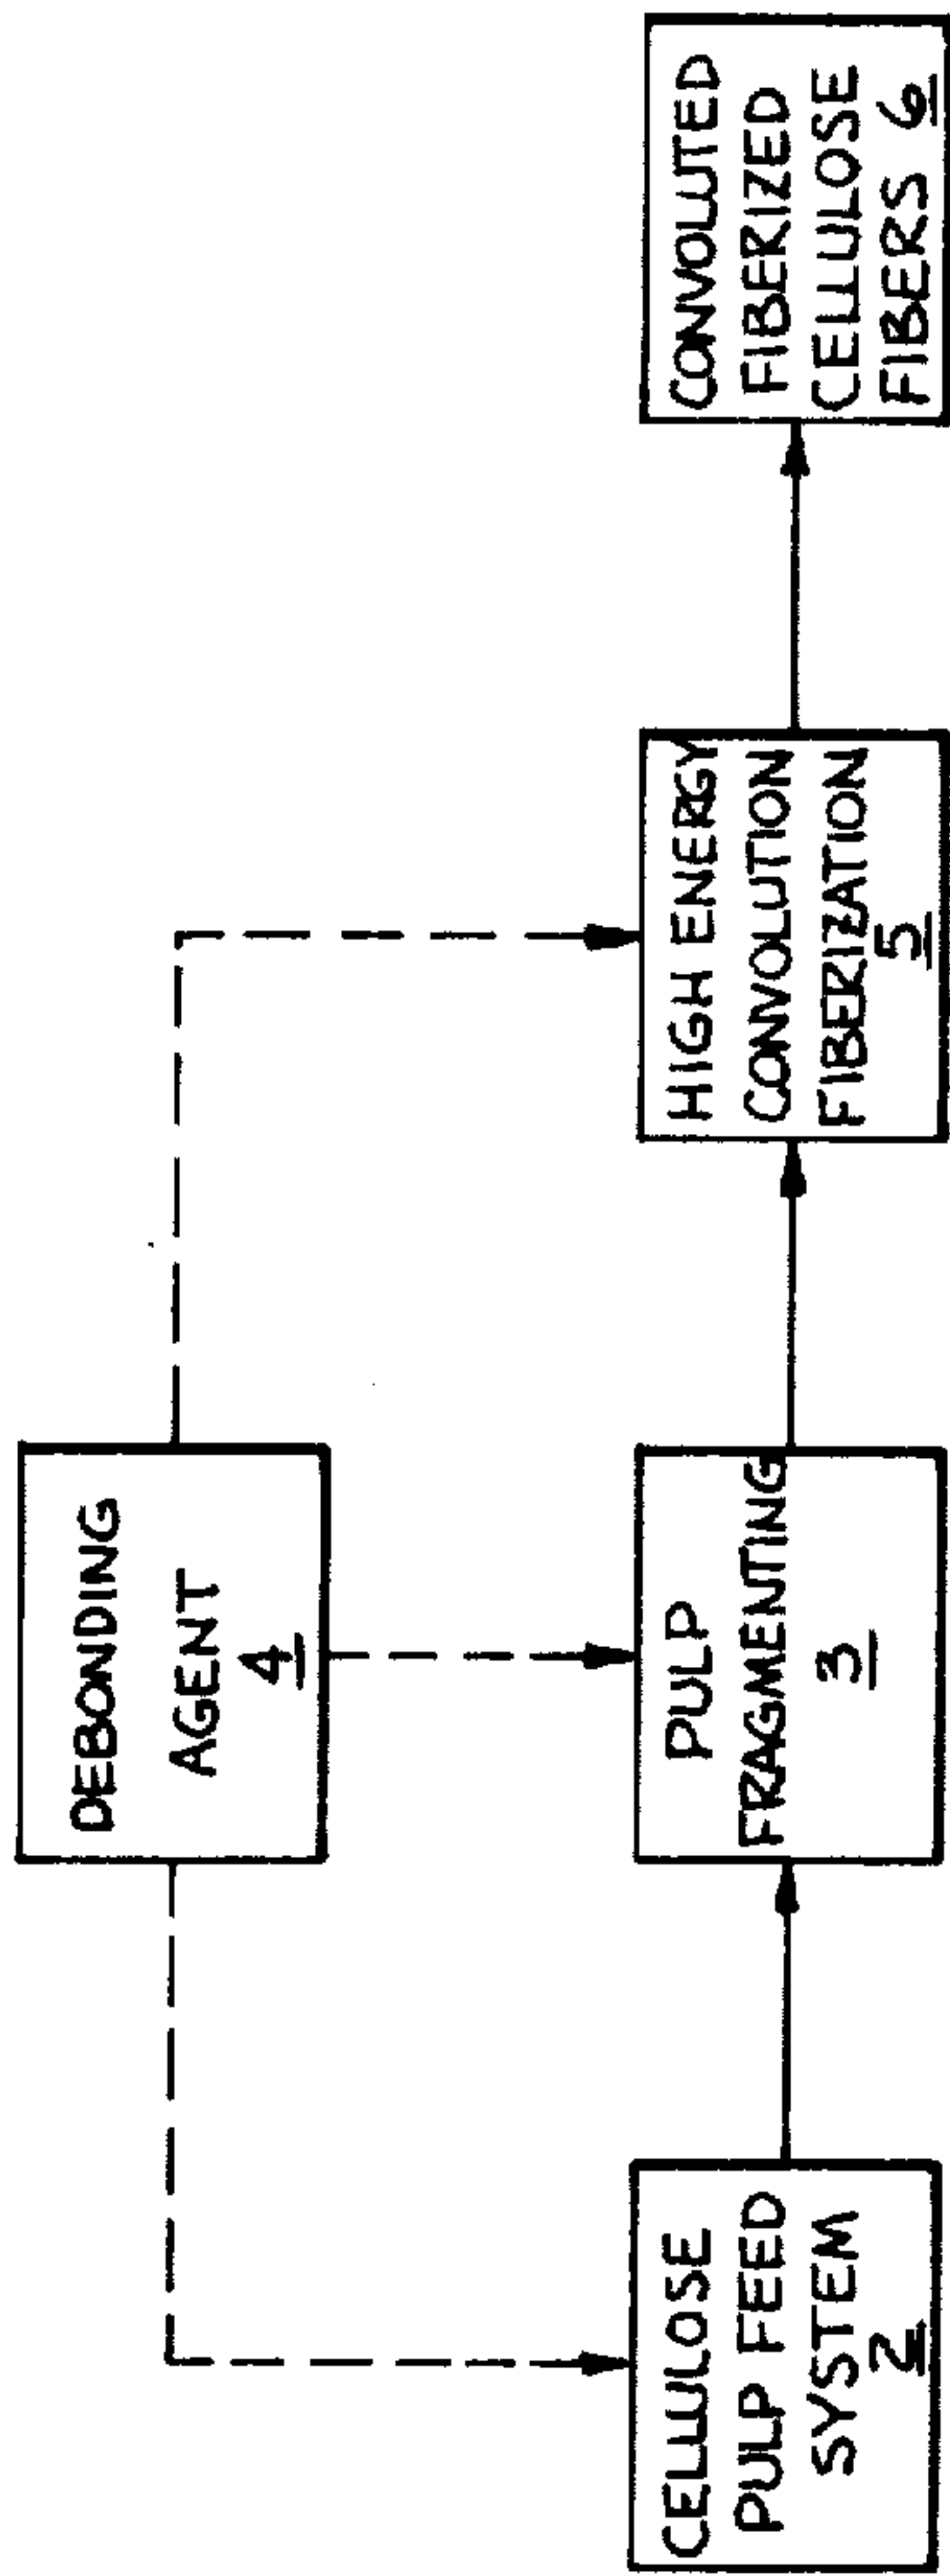 DEBONDING
AGENT
4
CELLULOSE
PULP FEED
SYSTEM
2
PULP
FRAGMENTING
3
HIGH ENERGY
CONVOLUTION
FIBERIZATION
5
CONVOLUTED
FIBERIZED
CELLULOSE
FIBERS 6